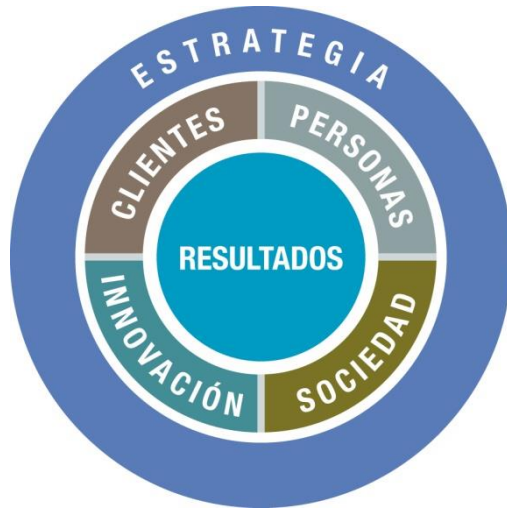 ESTRATEGIA
CLIENTES
PERSONAS
RESULTADOS
INNOVACIÓN
SOCIEDAD